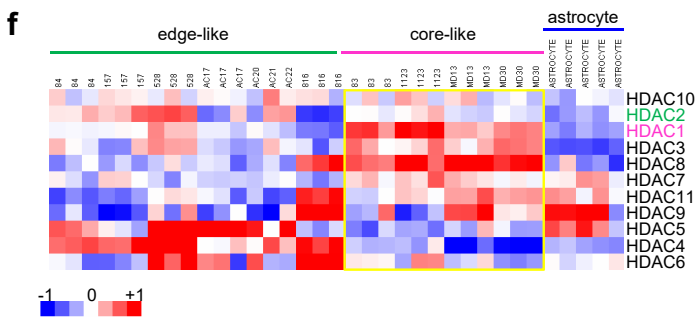 f
edge-like core-like astrocyte
84 84 84 157 157 157 528 528 528 AC17 AC17 AC17 AC20 AC21 AC22 816 816 816 83 83 83 1123 1123 1123 MD13 MD13 MD13 MD30 MD30 MD30 ASTROCYTE ASTROCYTE ASTROCYTE ASTROCYTE ASTROCYTE
HDAC10
HDAC2
HDAC1
HDAC3
HDAC8
HDAC7
HDAC11
HDAC9
HDAC5
HDAC4
HDAC6
-1 0 +1